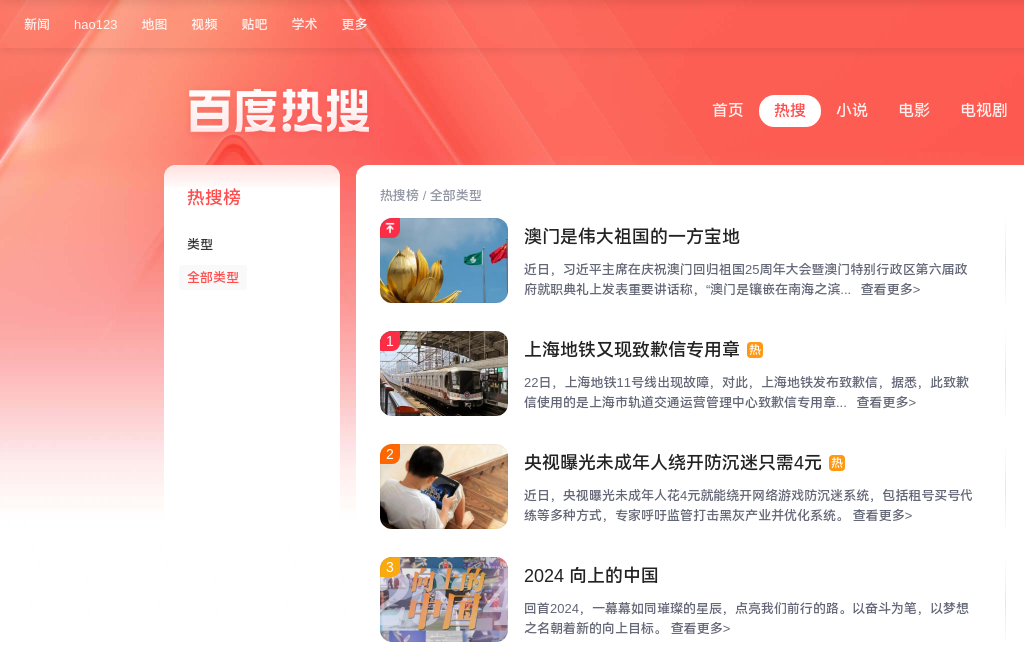 新闻 hao123 地图 视频 贴吧 学术 更多
百度热搜
首页 热搜 小说 电影 电视剧
热搜榜
类型
全部类型
热搜榜 / 全部类型
澳门是伟大祖国的一方宝地
近日，习近平主席在庆祝澳门回归祖国25周年大会暨澳门特别行政区第六届政
府就职典礼上发表重要讲话称，“澳门是镶嵌在南海之滨... 查看更多>
1
上海地铁又现致歉信专用章 热
22日，上海地铁11号线出现故障，对此，上海地铁发布致歉信，据悉，此致歉
信使用的是上海市轨道交通运营管理中心致歉信专用章... 查看更多>
2
央视曝光未成年人绕开防沉迷只需4元 热
近日，央视曝光未成年人花4元就能绕开网络游戏防沉迷系统，包括租号买号代
练等多种方式，专家呼吁监管打击黑灰产业并优化系统。 查看更多>
3
向上的
中国
2024 向上的中国
回首2024，一幕幕如同璀璨的星辰，点亮我们前行的路。以奋斗为笔，以梦想
之名朝着新的向上目标。 查看更多>